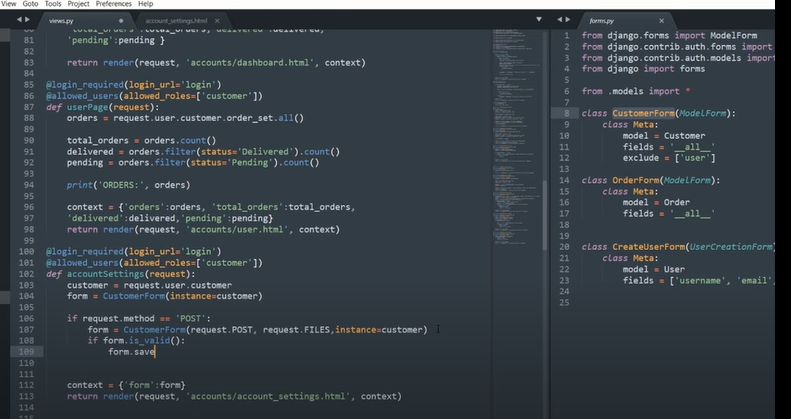 View Goto Tools Project Preferences Help
views.py
account_settings.html
forms.py
80 'total_orders':total_orders, 'delivered':delivered,
81 'pending':pending }
82
83 return render(request, 'accounts/dashboard.html', context)
84
85 @login_required(login_url='login')
86 @allowed_users(allowed_roles=['customer'])
87 def userPage(request):
88 orders = request.user.customer.order_set.all()
89
90 total_orders = orders.count()
91 delivered = orders.filter(status='Delivered').count()
92 pending = orders.filter(status='Pending').count()
93
94 print('ORDERS:', orders)
95
96 context = {'orders':orders, 'total_orders':total_orders,
97 'delivered':delivered,'pending':pending}
98 return render(request, 'accounts/user.html', context)
99
100 @login_required(login_url='login')
101 @allowed_users(allowed_roles=['customer'])
102 def accountSettings(request):
103 customer = request.user.customer
104 form = CustomerForm(instance=customer)
105
106 if request.method == 'POST':
107 form = CustomerForm(request.POST, request.FILES,instance=customer)
108 if form.is_valid():
109 form.save
110
111
112 context = {'form':form}
113 return render(request, 'accounts/account_settings.html', context)
114
1 from django.forms import ModelForm
2 from django.contrib.auth.forms import
3 from django.contrib.auth.models import
4 from django import forms
5
6 from .models import *
7
8 class CustomerForm(ModelForm):
9 class Meta:
10 model = Customer
11 fields = '__all__'
12 exclude = ['user']
13
14 class OrderForm(ModelForm):
15 class Meta:
16 model = Order
17 fields = '__all__'
18
19
20 class CreateUserForm(UserCreationForm)
21 class Meta:
22 model = User
23 fields = ['username', 'email',
24
25